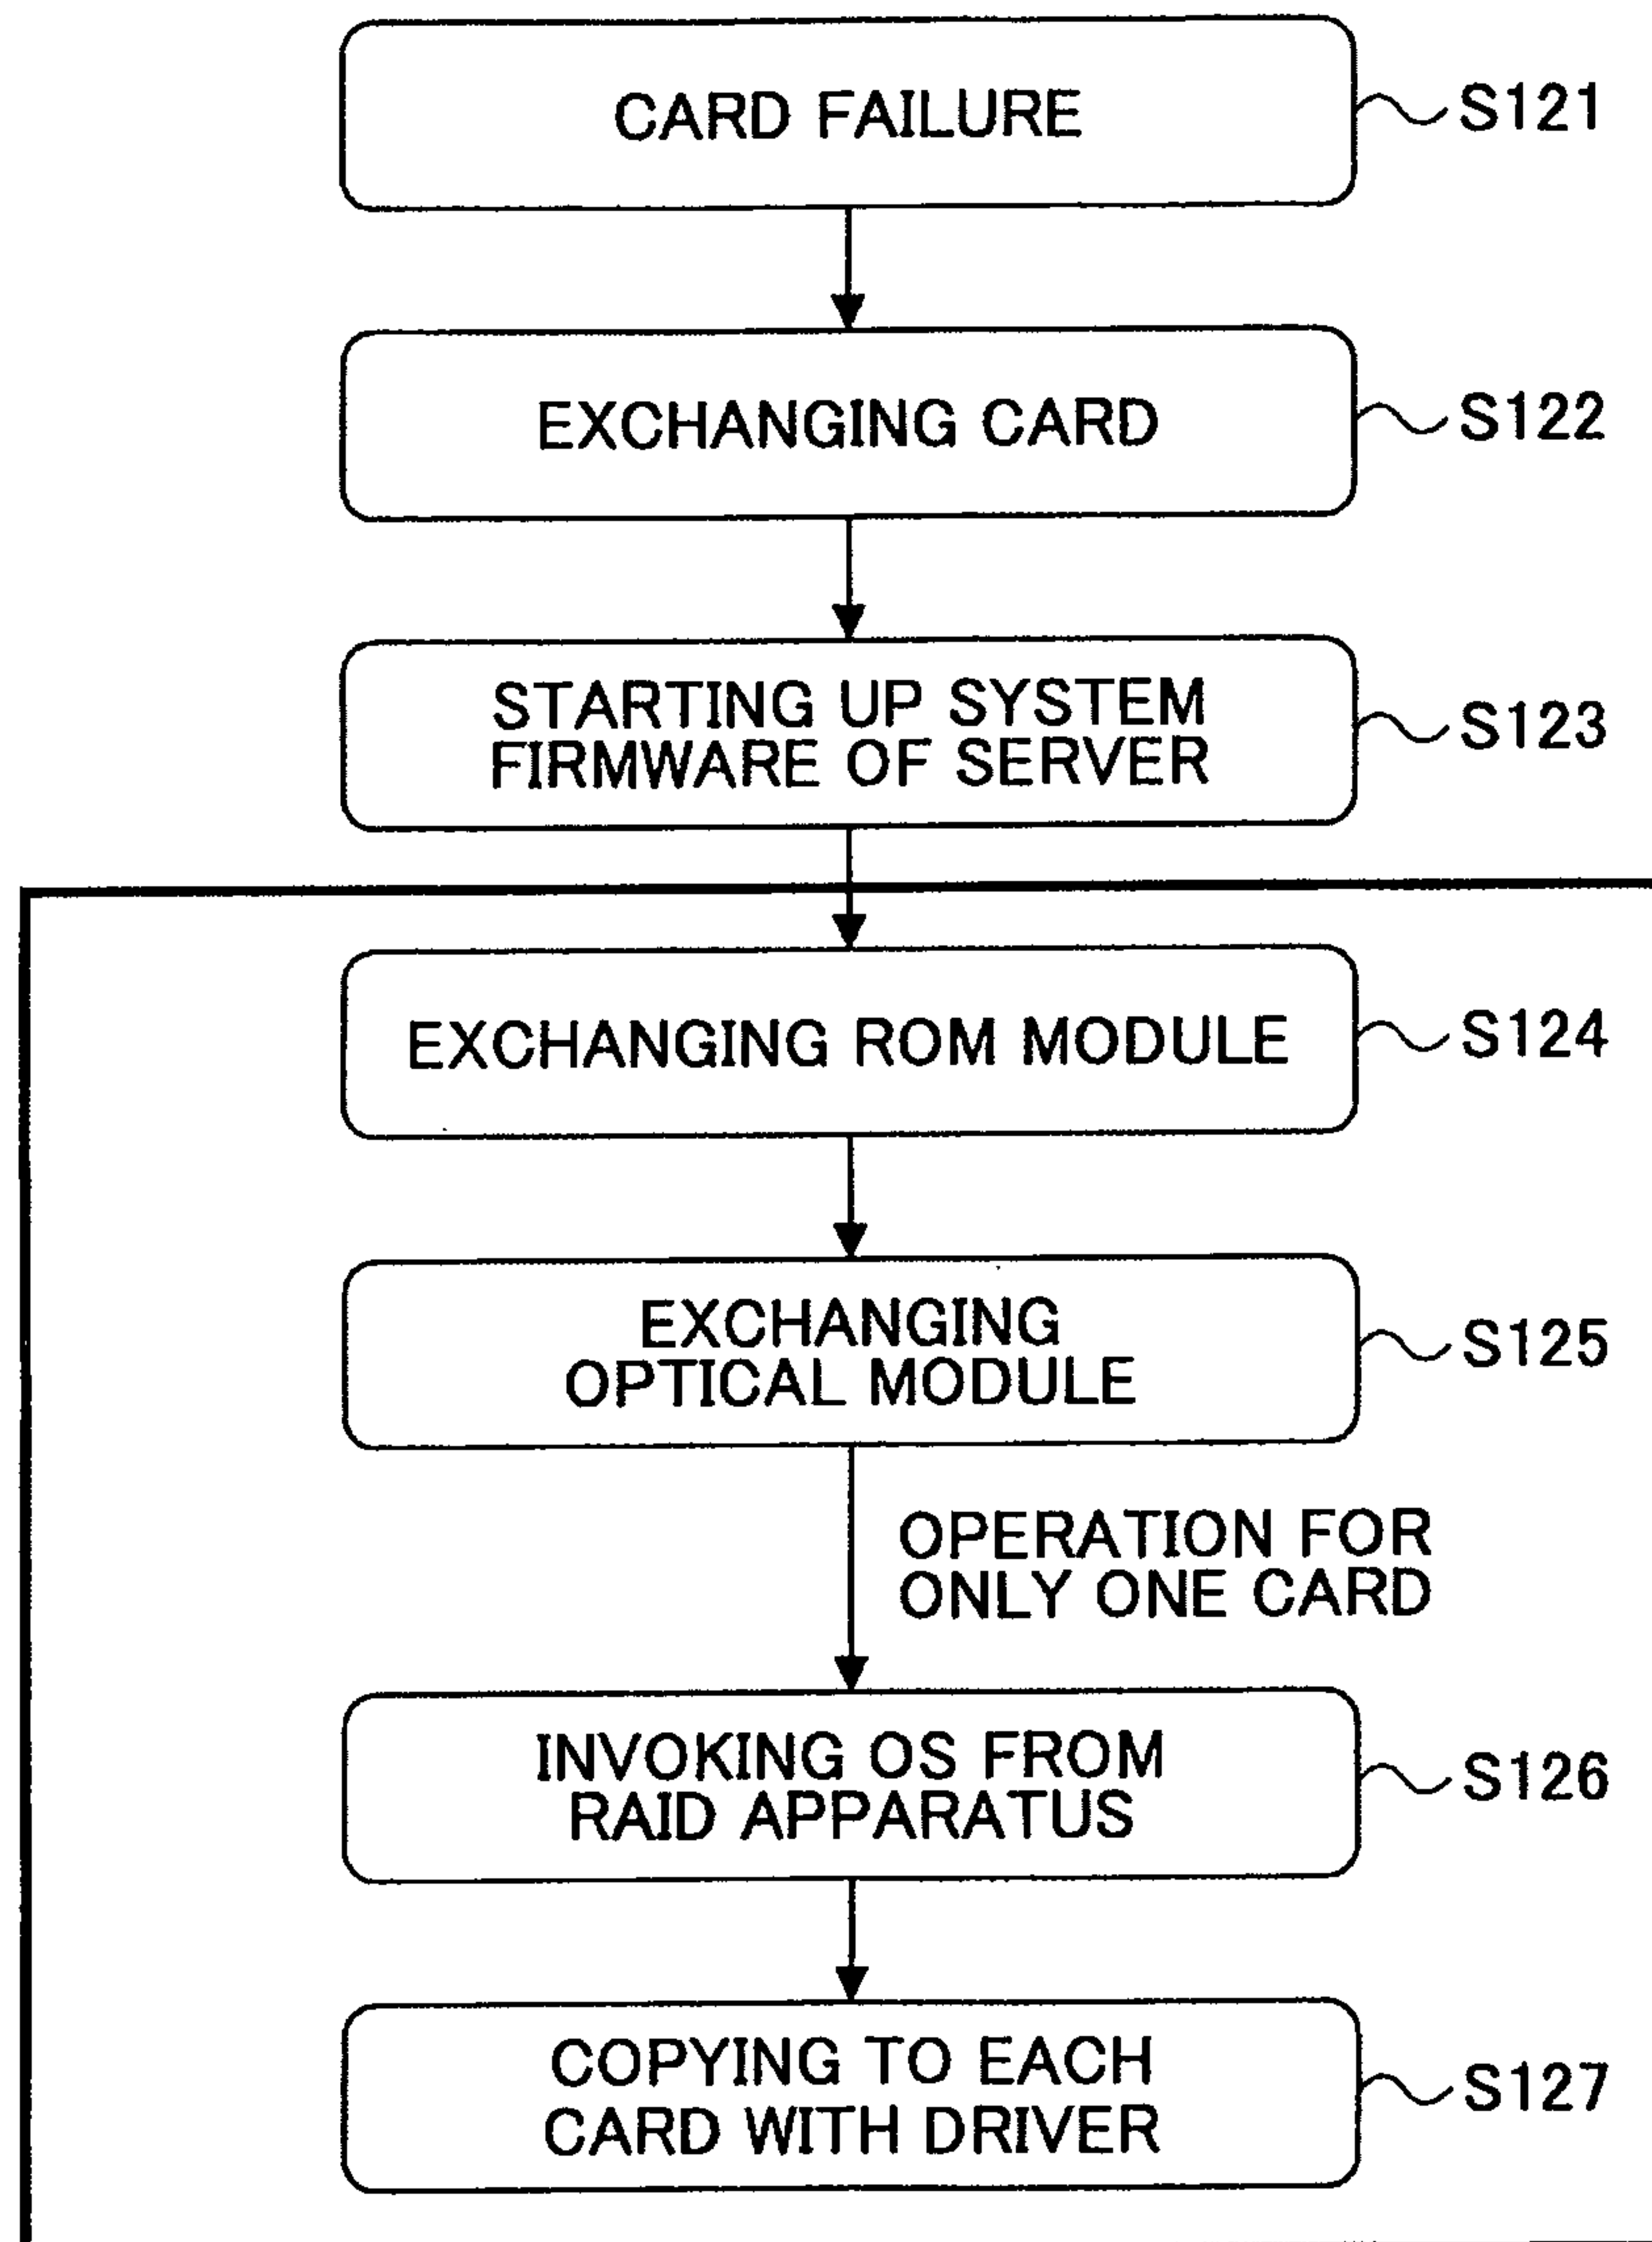 CARD FAILURE
S121
EXCHANGING CARD
S122
STARTING UP SYSTEM
FIRMWARE OF SERVER
S123
EXCHANGING ROM MODULE
S124
EXCHANGING
OPTICAL MODULE
S125
OPERATION FOR
ONLY ONE CARD
INVOKING OS FROM
RAID APPARATUS
S126
COPYING TO EACH
CARD WITH DRIVER
S127